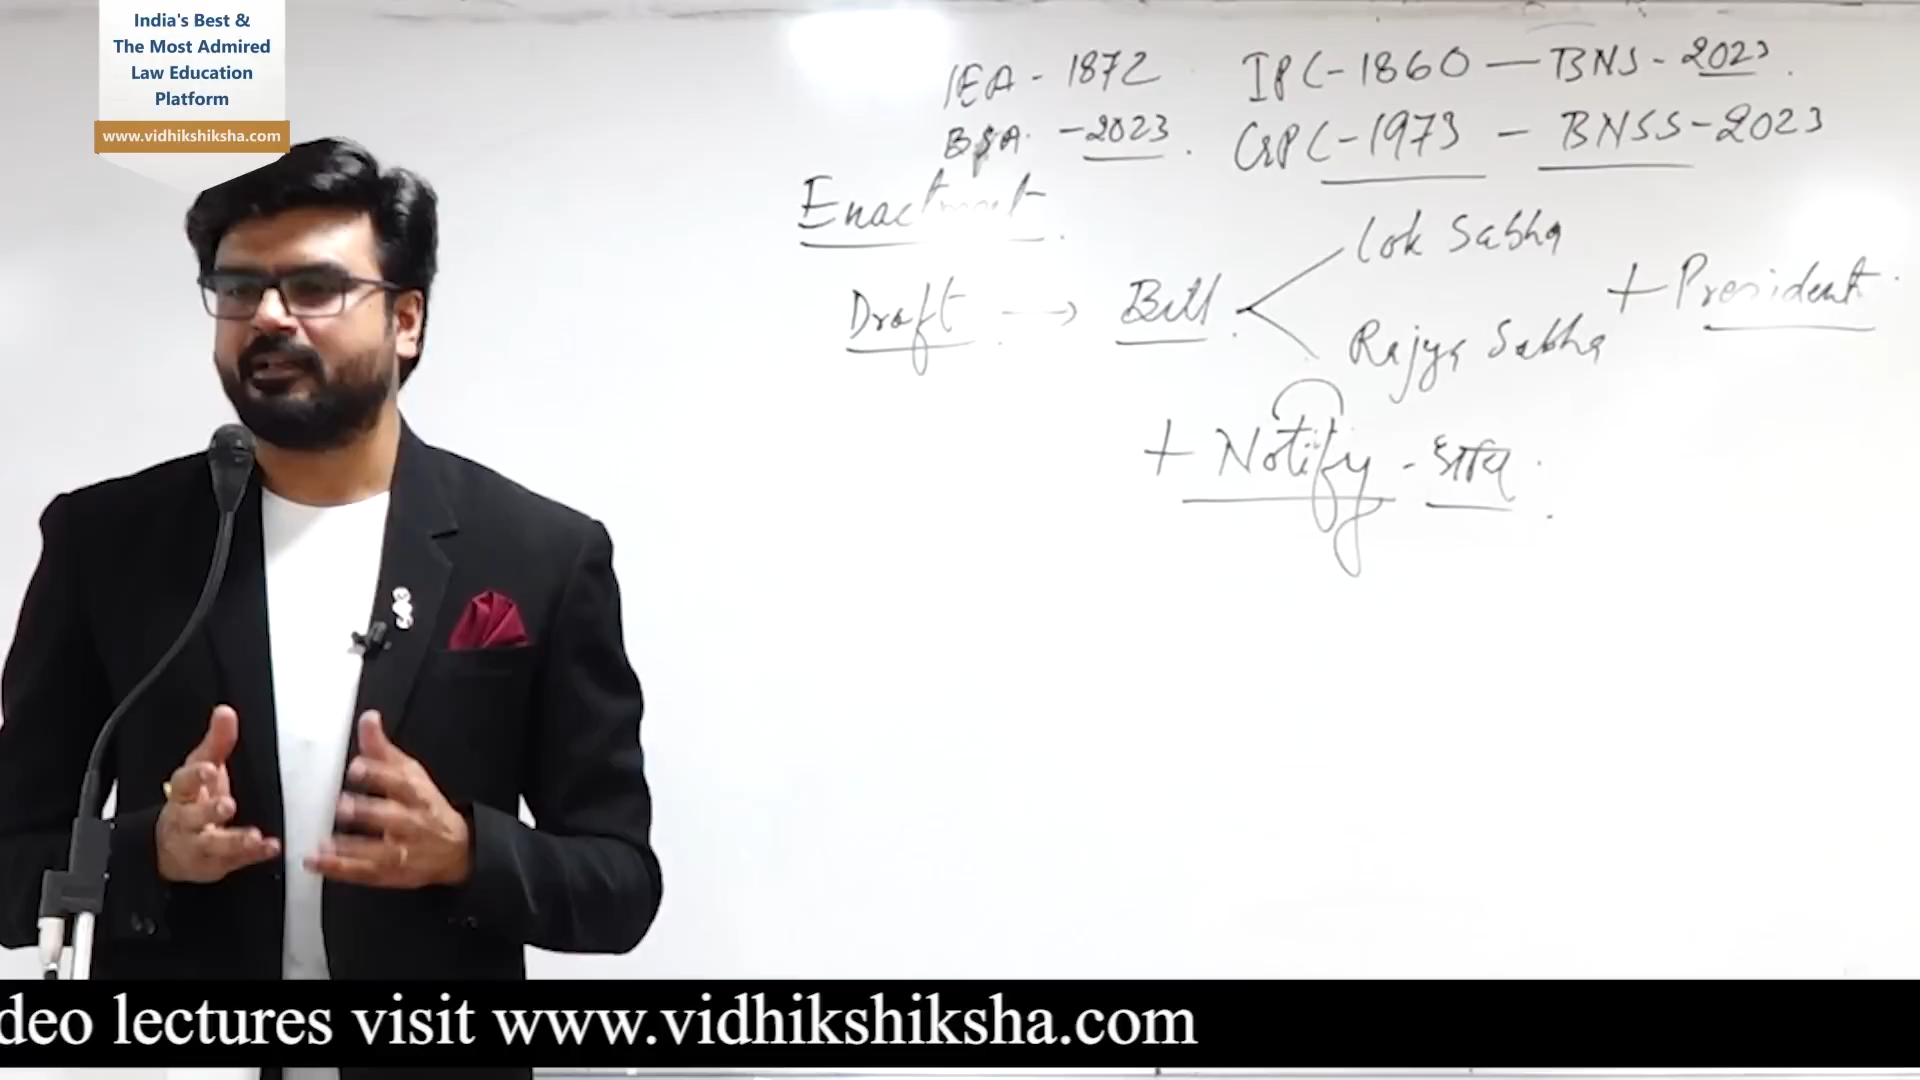 India's Best &
The Most Admired
Law Education
Platform
www.vidhikshiksha.com
IEA - 1872
BSA - 2023.
IPC - 1860 — BNS - 2023.
CrPC - 1973 — BNSS - 2023
Enactment.
Draft → Bill
Lok Sabha
Rajya Sabha
+ President.
+ Notify -
deo lectures visit www.vidhikshiksha.com